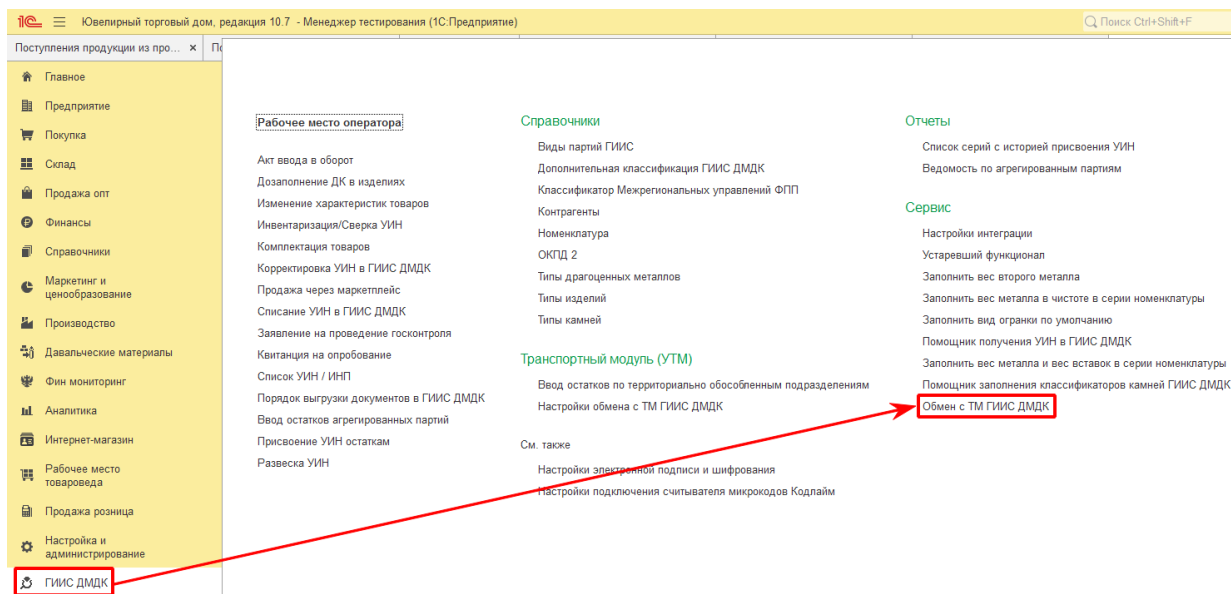 1С Ювелирный торговый дом, редакция 10.7 - Менеджер тестирования (1С:Предприятие)
Поиск Ctrl+Shift+F
Поступления продукции из про... ×
Главное
Предприятие
Покупка
Склад
Продажа опт
Финансы
Справочники
Маркетинг и
ценообразование
Производство
Давальческие материалы
Фин мониторинг
Аналитика
Интернет-магазин
Рабочее место
товароведа
Продажа розница
Настройка и
администрирование
ГИИС ДМДК
Рабочее место оператора
Акт ввода в оборот
Дозаполнение ДК в изделиях
Изменение характеристик товаров
Инвентаризация/Сверка УИН
Комплектация товаров
Корректировка УИН в ГИИС ДМДК
Продажа через маркетплейс
Списание УИН в ГИИС ДМДК
Заявление на проведение госконтроля
Квитанция на опробование
Список УИН / ИНП
Порядок выгрузки документов в ГИИС ДМДК
Ввод остатков агрегированных партий
Присвоение УИН остаткам
Развеска УИН
Справочники
Виды партий ГИИС
Дополнительная классификация ГИИС ДМДК
Классификатор Межрегиональных управлений ФПП
Контрагенты
Номенклатура
ОКПД 2
Типы драгоценных металлов
Типы изделий
Типы камней
Транспортный модуль (УТМ)
Ввод остатков по территориально обособленным подразделениям
Настройки обмена с ТМ ГИИС ДМДК
См. также
Настройки электронной подписи и шифрования
Настройки подключения считывателя микрокодов Кодлайм
Отчеты
Список серий с историей присвоения УИН
Ведомость по агрегированным партиям
Сервис
Настройки интеграции
Устаревший функционал
Заполнить вес второго металла
Заполнить вес металла в чистоте в серии номенклатуры
Заполнить вид огранки по умолчанию
Помощник получения УИН в ГИИС ДМДК
Заполнить вес металла и вес вставок в серии номенклатуры
Помощник заполнения классификаторов камней ГИИС ДМДК
Обмен с ТМ ГИИС ДМДК